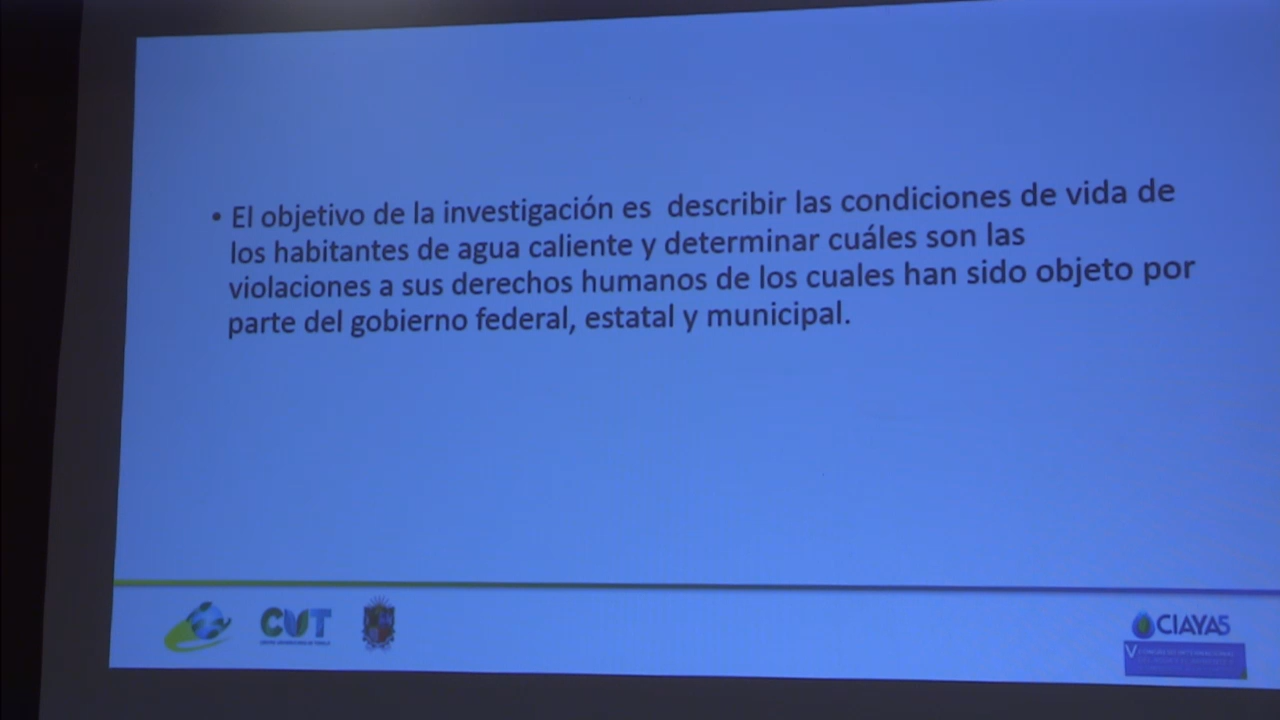 • El objetivo de la investigación es describir las condiciones de vida de
los habitantes de agua caliente y determinar cuáles son las
violaciones a sus derechos humanos de los cuales han sido objeto por
parte del gobierno federal, estatal y municipal.
CUT
CIAYA5
V